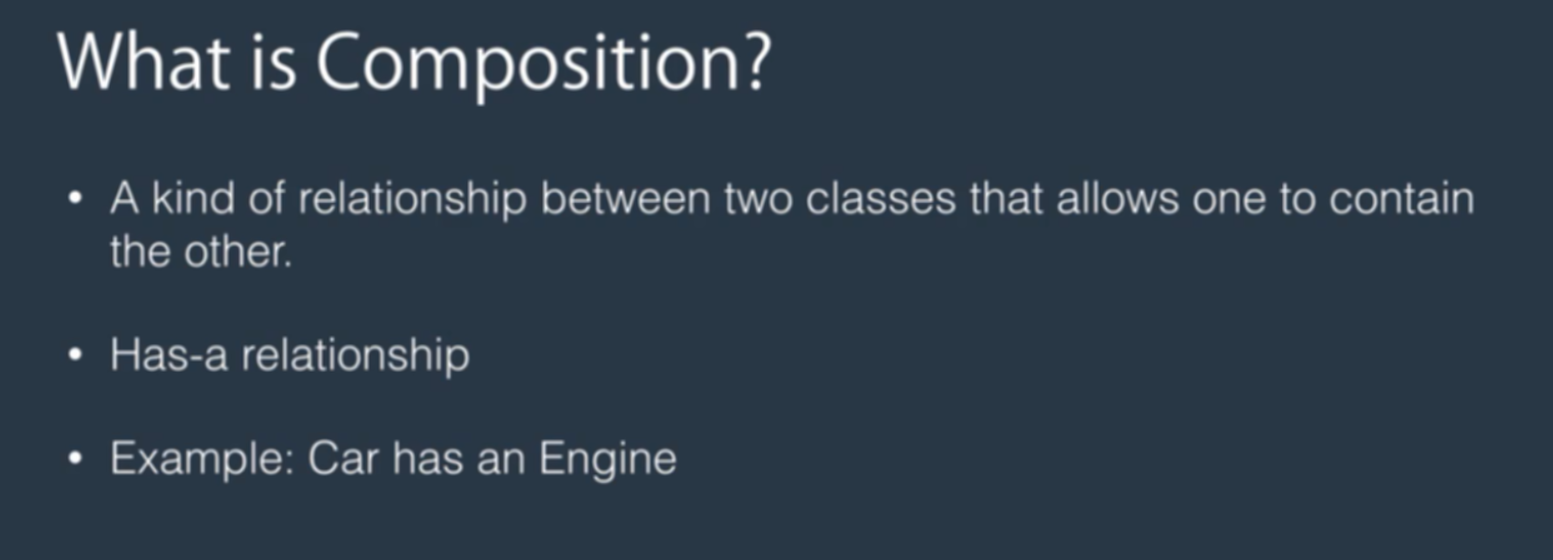 What is Composition?
• A kind of relationship between two classes that allows one to contain
the other.
• Has-a relationship
• Example: Car has an Engine